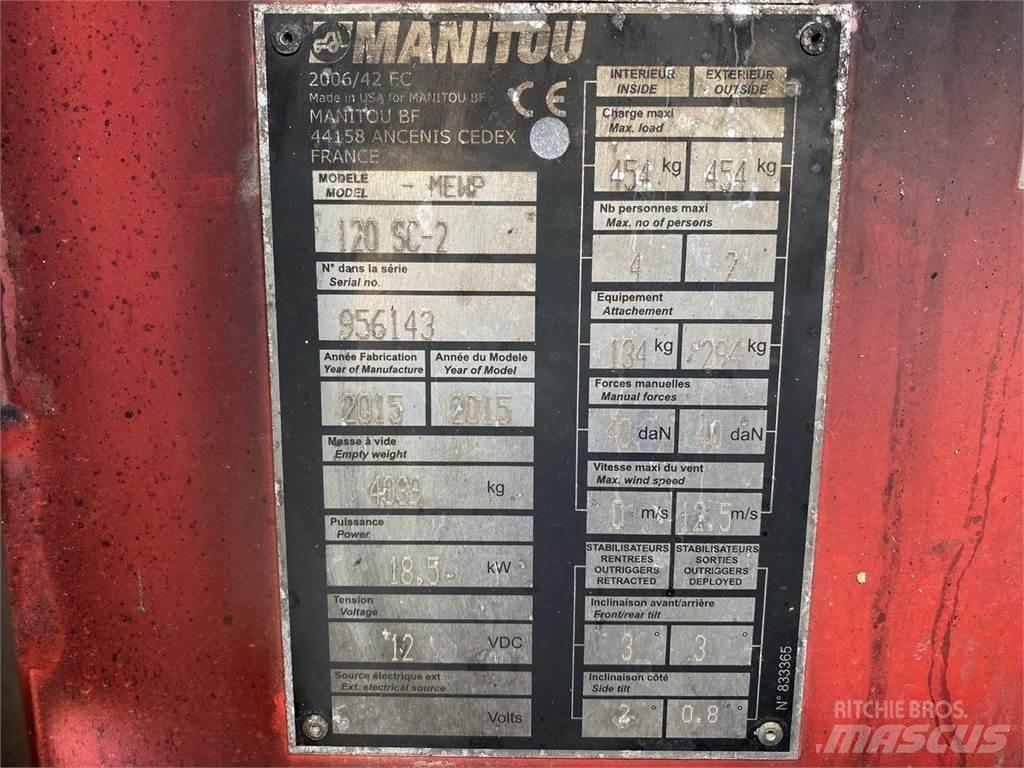 MANITOU
2006/42 EC
Made in USA for MANITOU BF
MANITOU BF
44158 ANCENIS CEDEX
FRANCE
CE
MODELE
MODEL
- MEWP
120 SC-2
N° dans la série
Serial no.
956143
Année Fabrication
Year of Manufacture
Année du Modele
Year of Model
2015
2015
Masse à vide
Empty weight
4039 kg
Puissance
Power
18.5 kW
Tension
Voltage
12 VDC
Source électrique ext
Ext. electrical source
Volts
INTERIEUR
INSIDE
EXTERIEUR
OUTSIDE
Charge maxi
Max. load
454 kg
454 kg
Nb personnes maxi
Max. no of persons
4
2
Equipement
Attachement
134 kg
294 kg
Forces manuelles
Manual forces
40 daN
40 daN
Vitesse maxi du vent
Max. wind speed
0 m/s
12.5 m/s
STABILISATEURS
RENTREES
OUTRIGGERS
RETRACTED
STABILISATEURS
SORTIES
OUTRIGGERS
DEPLOYED
Inclinaison avant/arrière
Front/rear tilt
3 °
3 °
Inclinaison côté
Side tilt
2 °
0.8 °
N° 833365
RITCHIE BROS.
MASCUS